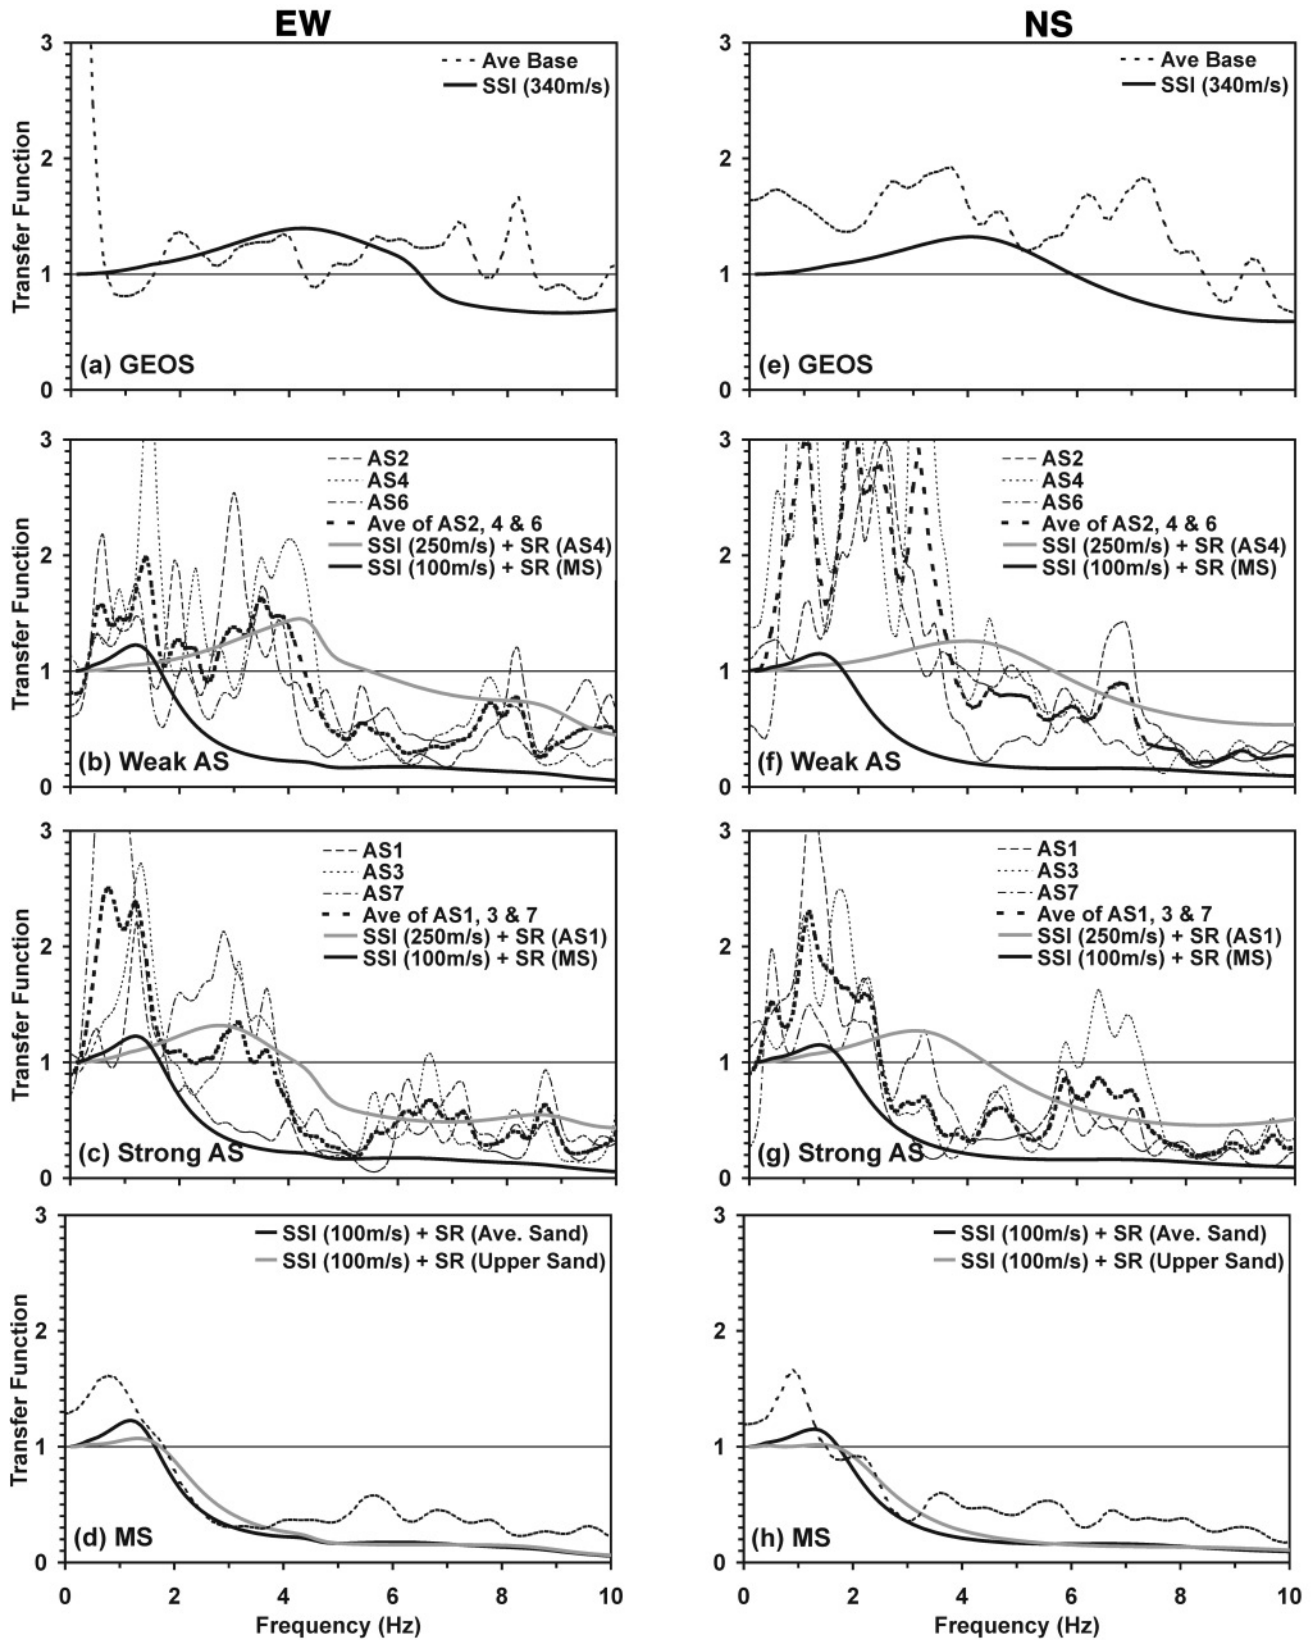 EW
NS
3
2
1
0
Transfer Function
Ave Base
SSI (340m/s)
(a) GEOS
3
2
1
0
Transfer Function
Ave Base
SSI (340m/s)
(e) GEOS
3
2
1
0
Transfer Function
AS2
AS4
AS6
Ave of AS2, 4 & 6
SSI (250m/s) + SR (AS4)
SSI (100m/s) + SR (MS)
(b) Weak AS
3
2
1
0
Transfer Function
AS2
AS4
AS6
Ave of AS2, 4 & 6
SSI (250m/s) + SR (AS4)
SSI (100m/s) + SR (MS)
(f) Weak AS
3
2
1
0
Transfer Function
AS1
AS3
AS7
Ave of AS1, 3 & 7
SSI (250m/s) + SR (AS1)
SSI (100m/s) + SR (MS)
(c) Strong AS
3
2
1
0
Transfer Function
AS1
AS3
AS7
Ave of AS1, 3 & 7
SSI (250m/s) + SR (AS1)
SSI (100m/s) + SR (MS)
(g) Strong AS
3
2
1
0
Transfer Function
SSI (100m/s) + SR (Ave. Sand)
SSI (100m/s) + SR (Upper Sand)
(d) MS
0 2 4 6 8 10
Frequency (Hz)
3
2
1
0
Transfer Function
SSI (100m/s) + SR (Ave. Sand)
SSI (100m/s) + SR (Upper Sand)
(h) MS
0 2 4 6 8 10
Frequency (Hz)